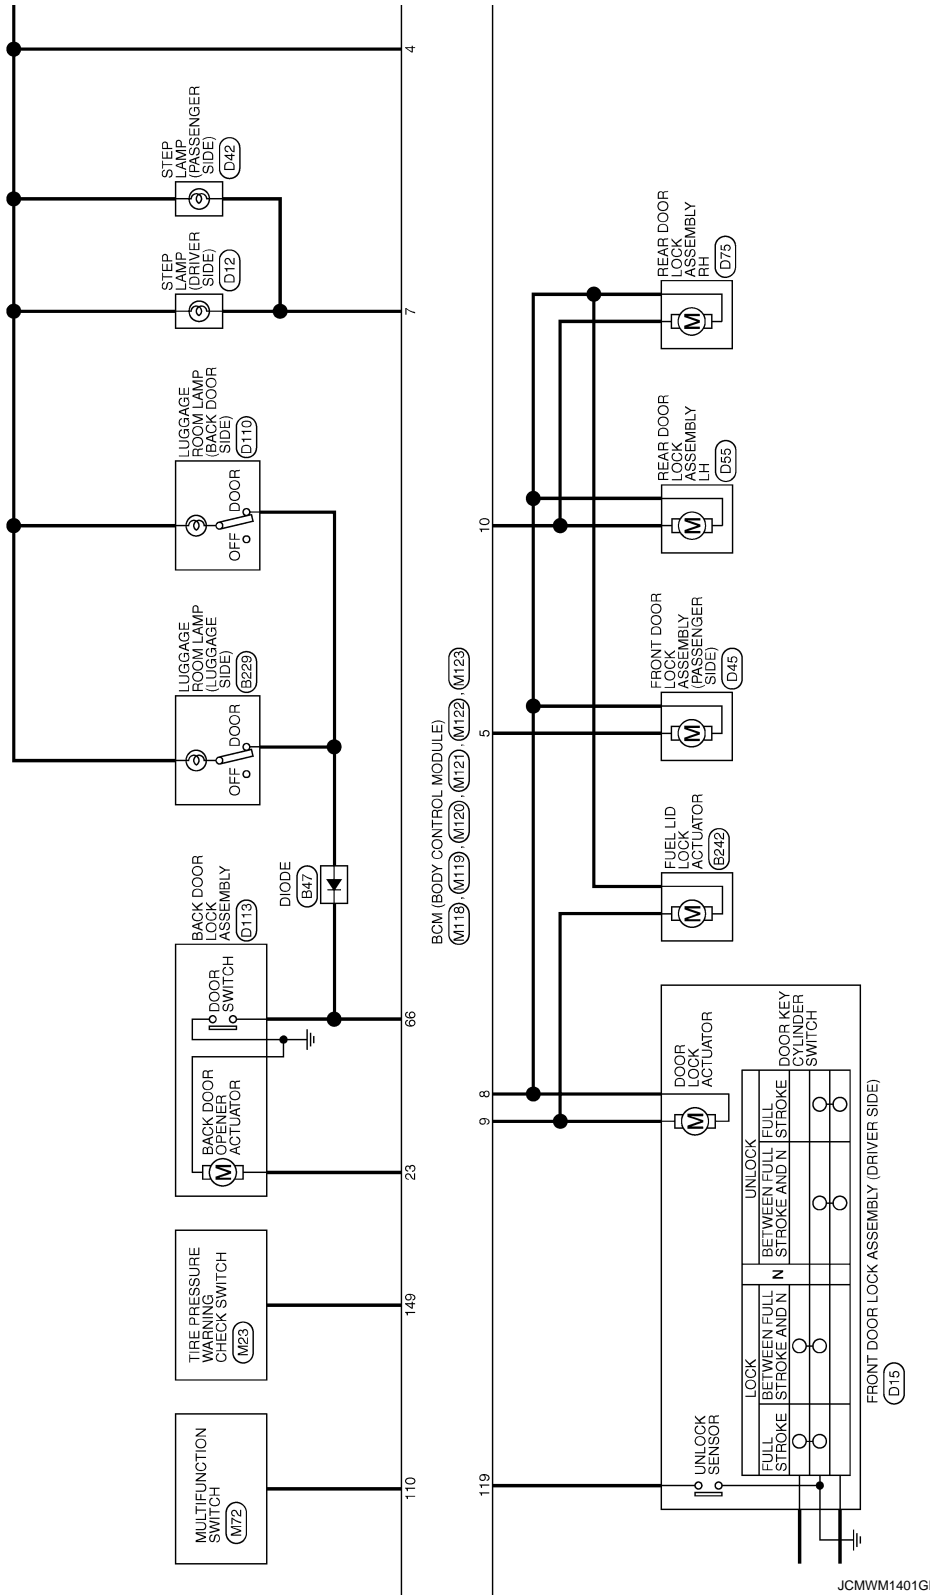 4
STEP
LAMP
(PASSENGER
SIDE)
D42
STEP
LAMP
(DRIVER
SIDE)
D12
7
LUGGAGE
ROOM LAMP
(BACK DOOR
SIDE)
D110
OFF
DOOR
LUGGAGE
ROOM LAMP
(LUGGAGE
SIDE)
B229
OFF
DOOR
DIODE
B47
BACK DOOR
LOCK
ASSEMBLY
D113
DOOR
SWITCH
BACK DOOR
OPENER
ACTUATOR
M
66
23
TIRE PRESSURE
WARNING
CHECK SWITCH
M23
149
MULTIFUNCTION
SWITCH
M72
110
BCM (BODY CONTROL MODULE)
M118 , M119 , M120 , M121 , M122 , M123
REAR DOOR
LOCK
ASSEMBLY
RH
D75
M
10
REAR DOOR
LOCK
ASSEMBLY
LH
D55
M
5
FRONT DOOR
LOCK
ASSEMBLY
(PASSENGER
SIDE)
D45
M
FUEL LID
LOCK
ACTUATOR
B242
M
8
9
DOOR
LOCK
ACTUATOR
M
DOOR KEY
CYLINDER
SWITCH
LOCK
FULL
STROKE
BETWEEN FULL
STROKE AND N
N
UNLOCK
BETWEEN FULL
STROKE AND N
FULL
STROKE
119
UNLOCK
SENSOR
FRONT DOOR LOCK ASSEMBLY (DRIVER SIDE)
D15